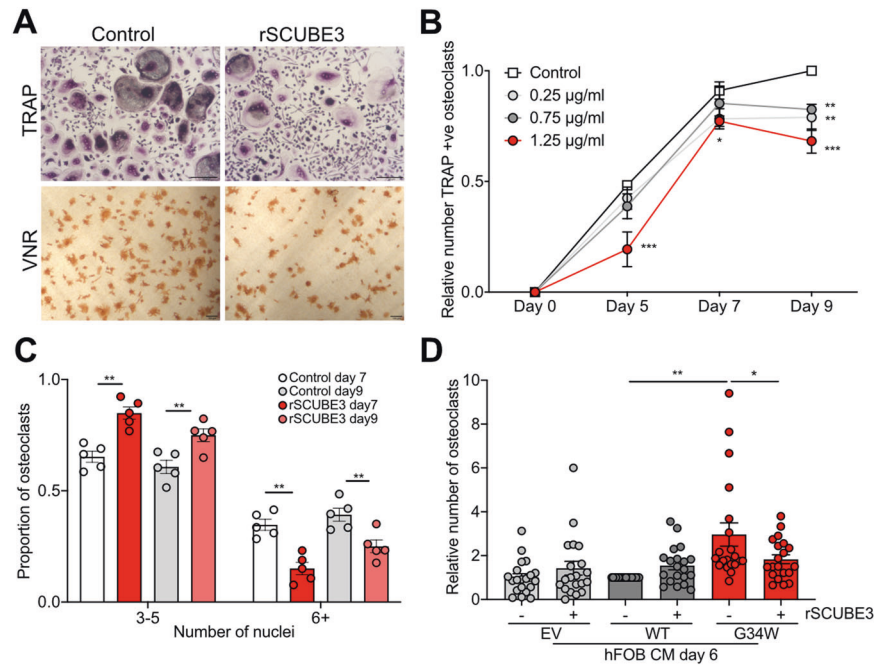 A
Control
rSCUBE3
TRAP
VNR
B
Relative number TRAP +ve osteoclasts
1.0
0.5
0.0
Control
0.25 µg/ml
0.75 µg/ml
1.25 µg/ml
***
*
**
**
***
Day 0 Day 5 Day 7 Day 9
C
Proportion of osteoclasts
1.0
0.5
0.0
Control day 7
Control day9
rSCUBE3 day7
rSCUBE3 day9
** ** ** **
3-5 6+
Number of nuclei
D
Relative number of osteoclasts
10
8
6
4
2
0
** *
- + - + - + rSCUBE3
EV WT G34W
hFOB CM day 6